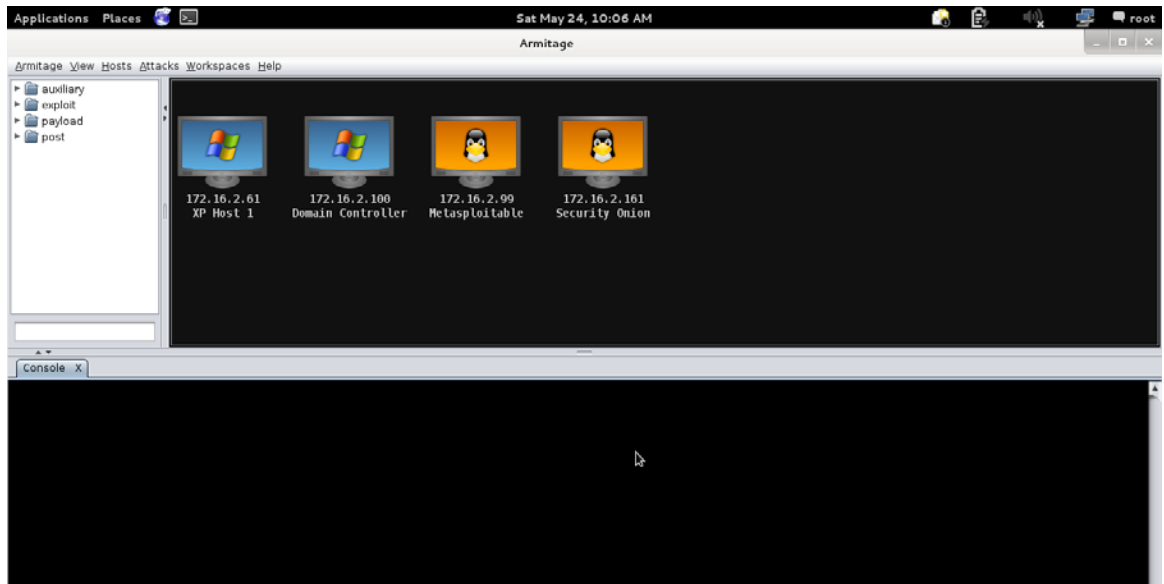 Applications Places Sat May 24, 10:06 AM root
Armitage
Armitage View Hosts Attacks Workspaces Help
auxiliary
exploit
payload
post
172.16.2.61
XP Host 1
172.16.2.100
Domain Controller
172.16.2.99
Metasploitable
172.16.2.161
Security Onion
Console X